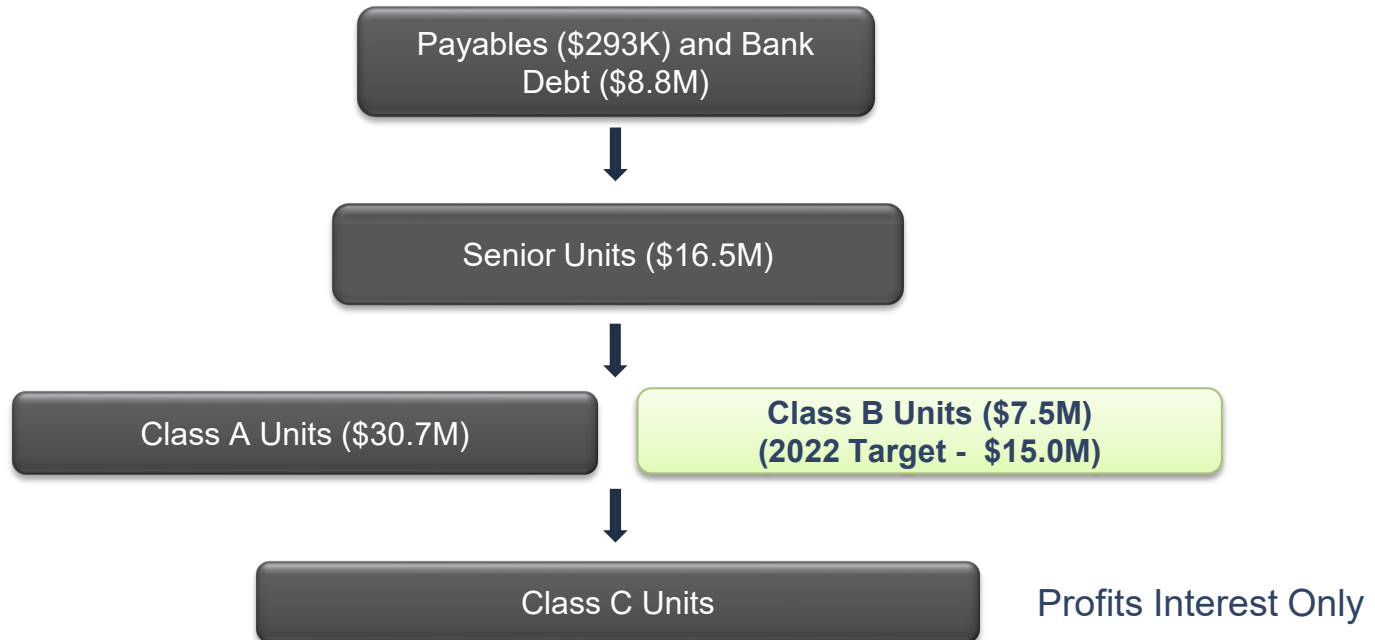 Payables ($293K) and Bank
Debt ($8.8M)
Senior Units ($16.5M)
Class A Units ($30.7M)
Class B Units ($7.5M)
(2022 Target -  $15.0M)
Class C Units
Profits Interest Only